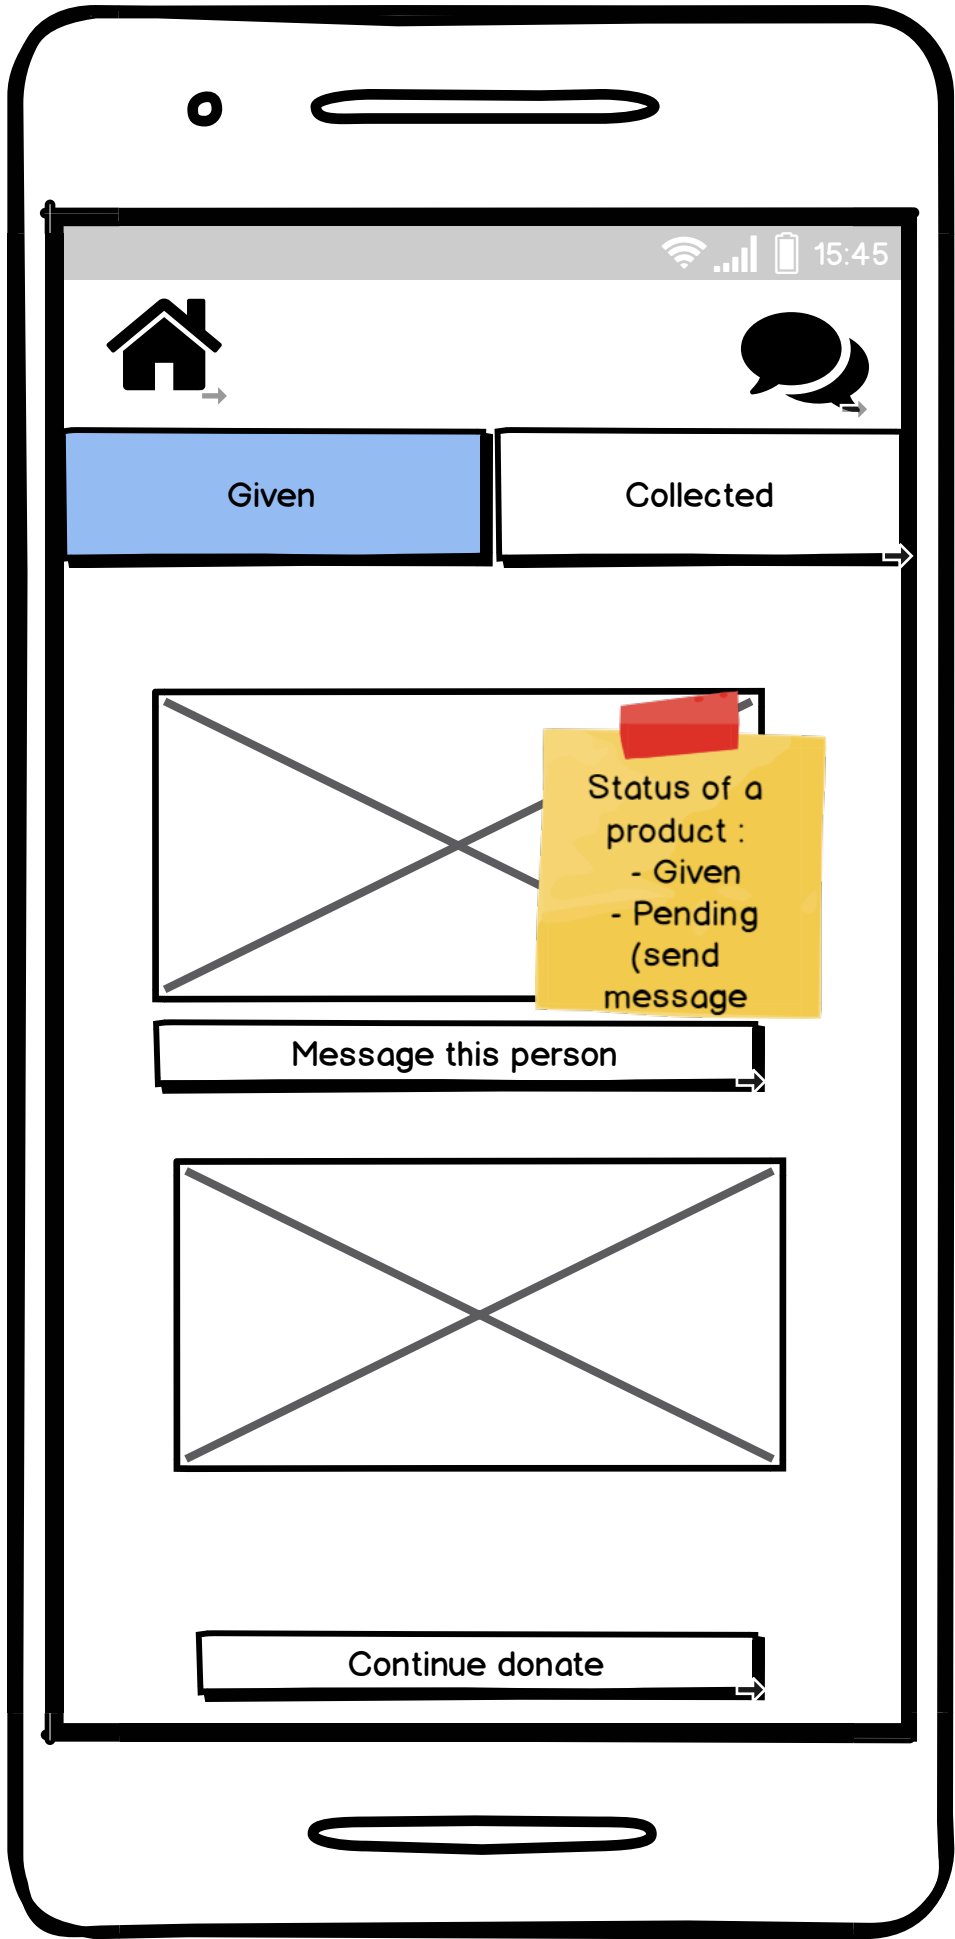 15:45
Given
Collected
Status of a
product :
- Given
- Pending
(send
message
Message this person
Continue donate